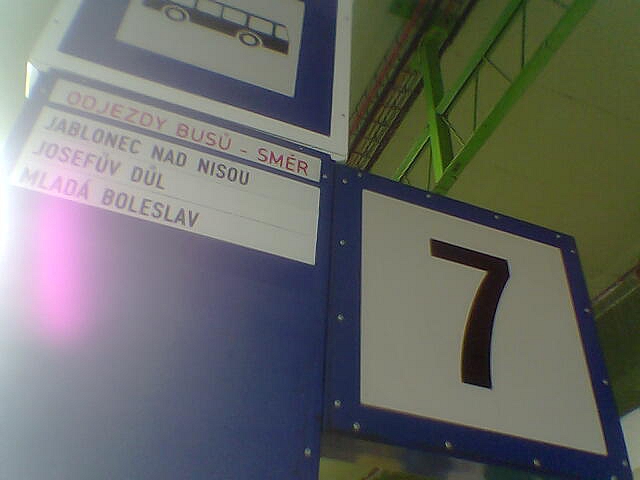 ODJEZDY BUSŮ - SMĚR
JABLONEC NAD NISOU
JOSEFŮV DŮL
MLADÁ BOLESLAV
7